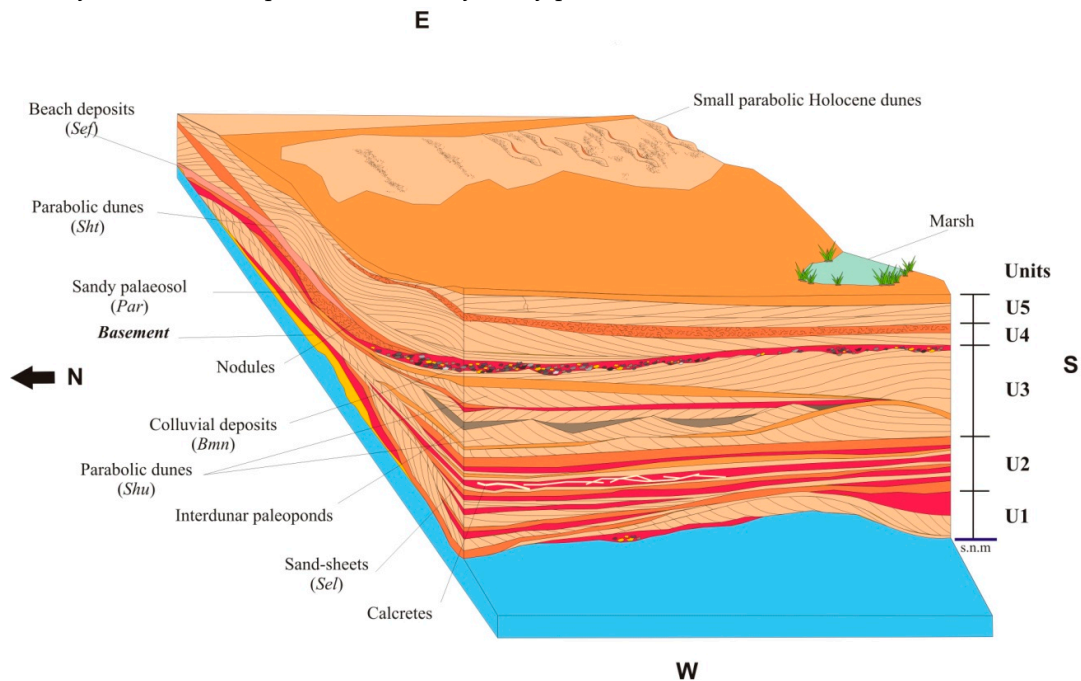 E
Beach deposits
(Sef)
Small parabolic Holocene dunes
Parabolic dunes
(Sht)
Marsh
Units
Sandy palaeosol
(Par)
U5
Basement
U4
N
Nodules
S
U3
Colluvial deposits
(Bmn)
Parabolic dunes
(Shu)
U2
Interdunar paleoponds
U1
s.n.m
Sand-sheets
(Sel)
Calcretes
W